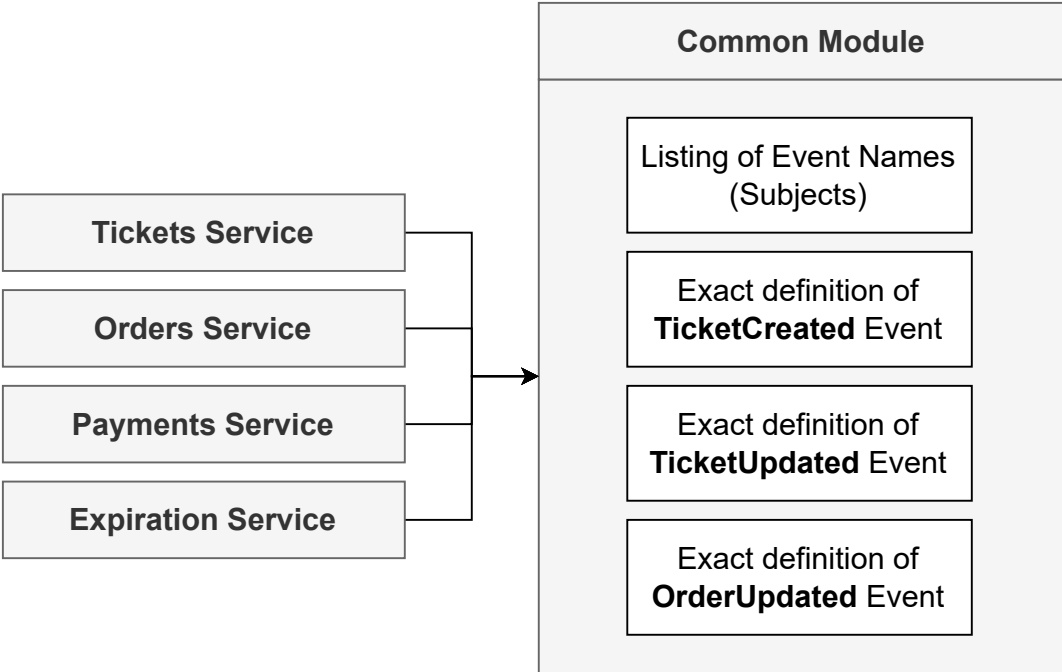 Common Module
Listing of Event Names
(Subjects)
Exact definition of
TicketCreated Event
Exact definition of
TicketUpdated Event
Exact definition of
OrderUpdated Event
Tickets Service
Orders Service
Payments Service
Expiration Service